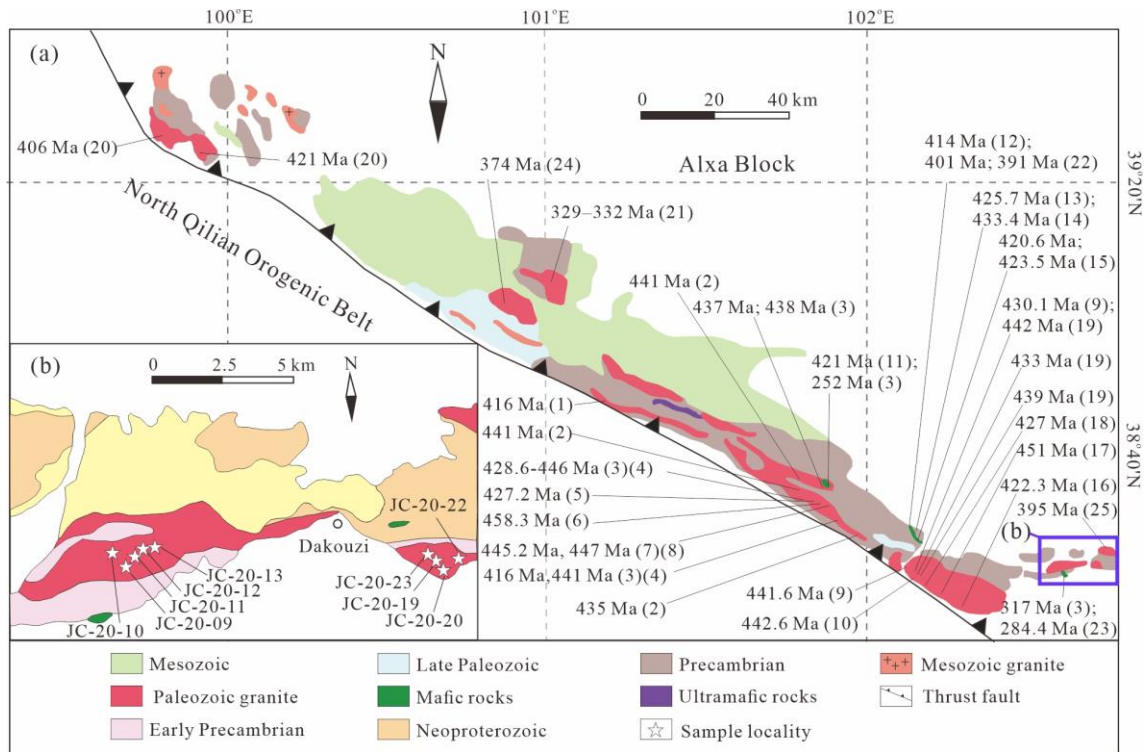 100°E
101°E
102°E
(a)
N
0 20 40 km
414 Ma (12);
401 Ma; 391 Ma (22)
406 Ma (20)
421 Ma (20)
374 Ma (24)
Alxa Block
39°20'N
North Qilian Orogenic Belt
329–332 Ma (21)
425.7 Ma (13);
433.4 Ma (14)
420.6 Ma;
423.5 Ma (15)
441 Ma (2)
437 Ma; 438 Ma (3)
430.1 Ma (9);
442 Ma (19)
421 Ma (11);
252 Ma (3)
433 Ma (19)
439 Ma (19)
427 Ma (18)
451 Ma (17)
38°40'N
422.3 Ma (16)
395 Ma (25)
(b)
416 Ma (1)
441 Ma (2)
428.6-446 Ma (3)(4)
427.2 Ma (5)
458.3 Ma (6)
445.2 Ma, 447 Ma (7)(8)
416 Ma,441 Ma (3)(4)
435 Ma (2)
441.6 Ma (9)
442.6 Ma (10)
317 Ma (3);
284.4 Ma (23)
(b)
0 2.5 5 km
N
JC-20-22
Dakouzi
JC-20-13
JC-20-12
JC-20-11
JC-20-09
JC-20-10
JC-20-23
JC-20-19
JC-20-20
Mesozoic
Late Paleozoic
Precambrian
Mesozoic granite
Paleozoic granite
Mafic rocks
Ultramafic rocks
Thrust fault
Early Precambrian
Neoproterozoic
Sample locality